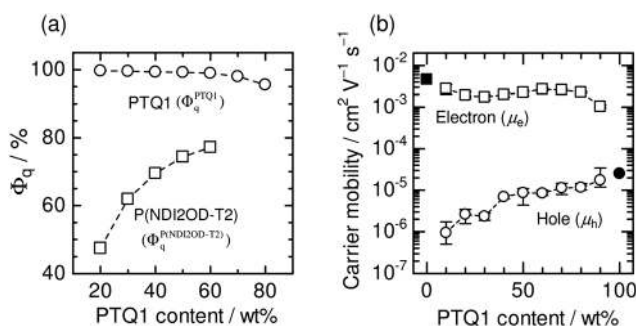 (a)
100
80
60
40
Φq / %
PTQ1 (Φq^PTQ1)
P(NDI2OD-T2)
(Φq^P(NDI2OD-T2))
20 40 60 80
PTQ1 content / wt%
(b)
Carrier mobility / cm² V⁻¹ s⁻¹
10⁻²
10⁻³
10⁻⁴
10⁻⁵
10⁻⁶
10⁻⁷
Electron (μe)
Hole (μh)
0 50 100
PTQ1 content / wt%